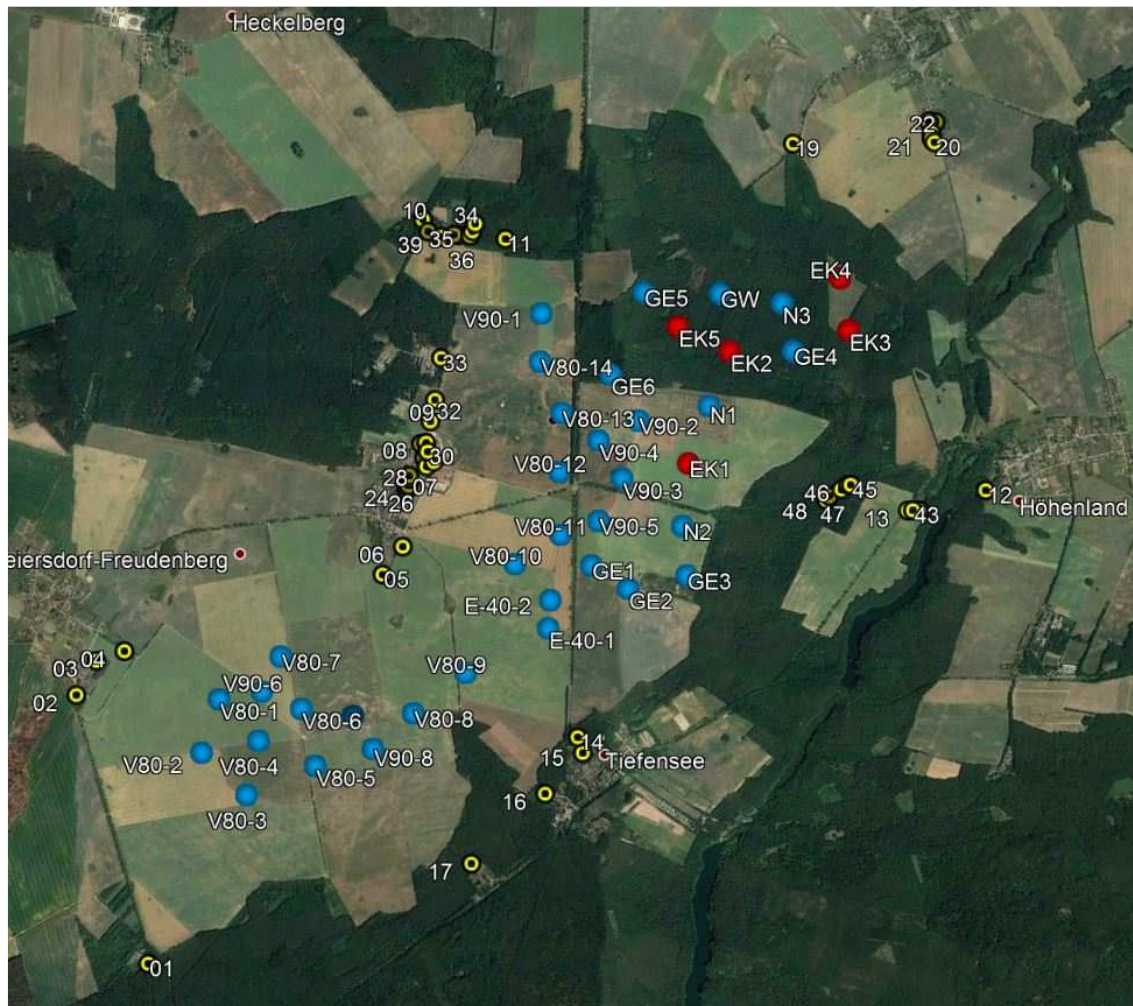 Heckelberg
22
19
21
20
10
34
39
35
11
36
EK4
GE5
GW
N3
V90-1
EK5
EK3
EK2
GE4
33
V80-14
GE6
09
32
V80-13
N1
V90-2
08
V90-4
30
EK1
V80-12
28
07
V90-3
24
26
46
45
12
Höhenland
48
47
13
43
V80-11
V90-5
N2
06
V80-10
eiersdorf-Freudenberg
05
GE1
GE3
GE2
E-40-2
E-40-1
04
03
V80-7
V80-9
02
V90-6
V80-1
V80-6
V80-8
14
V80-2
V80-4
V90-8
15
Tiefensee
V80-5
V80-3
16
17
01